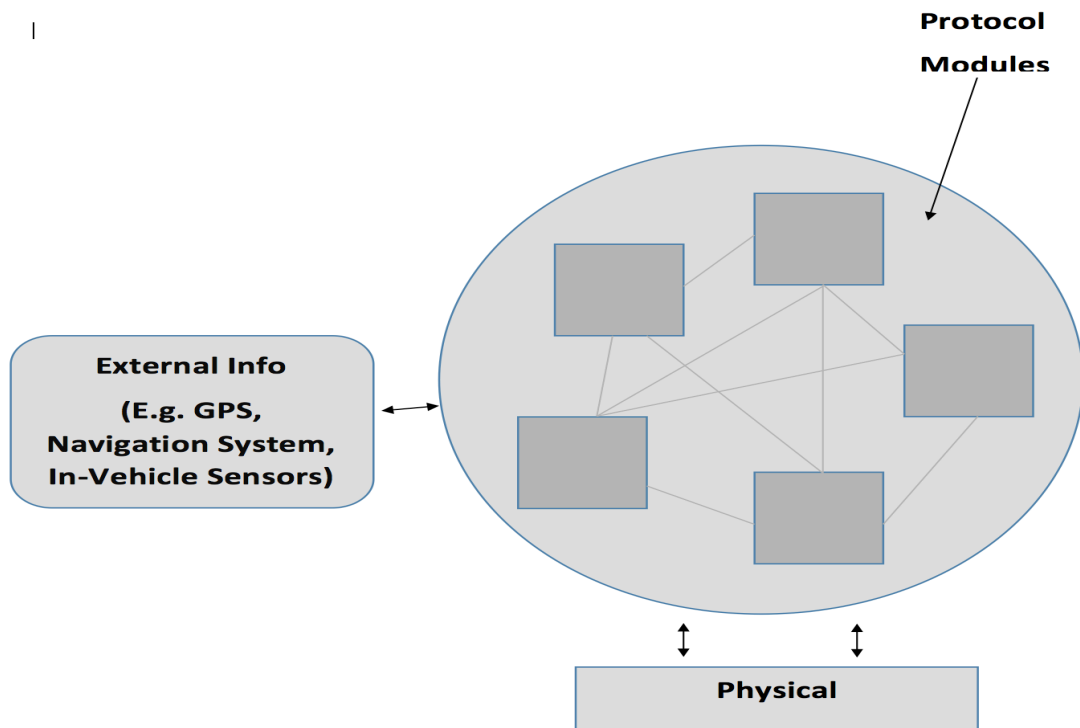 Protocol
Modules
External Info
(E.g. GPS,
Navigation System,
In-Vehicle Sensors)
Physical